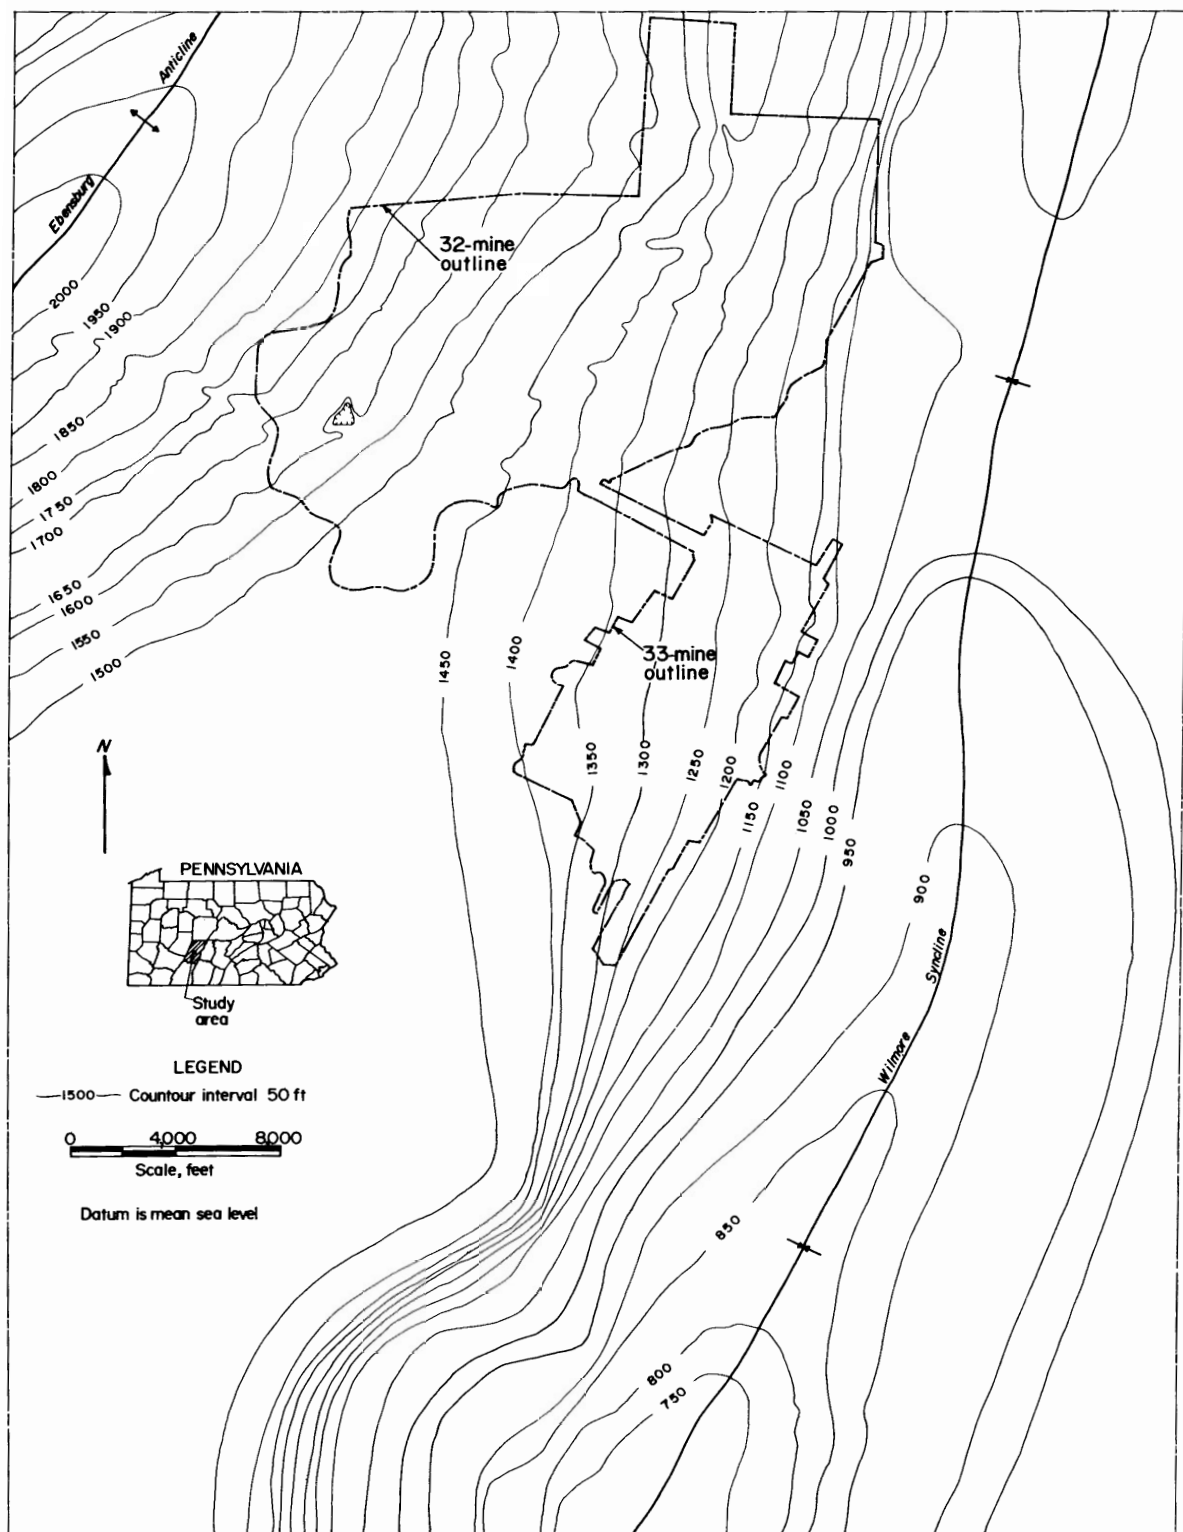 Anticline
Ebensburg
32-mine
outline
2000
1950
1900
1850
1800
1750
1700
1650
1600
1550
1500
1450
1400
33-mine
outline
1350
1300
1250
1200
1100
1150
1050
1000
950
900
N
PENNSYLVANIA
Study
area
Syncline
Wilmore
LEGEND
1500 Countour interval 50 ft
0 4,000 8,000
Scale, feet
Datum is mean sea level
850
800
750